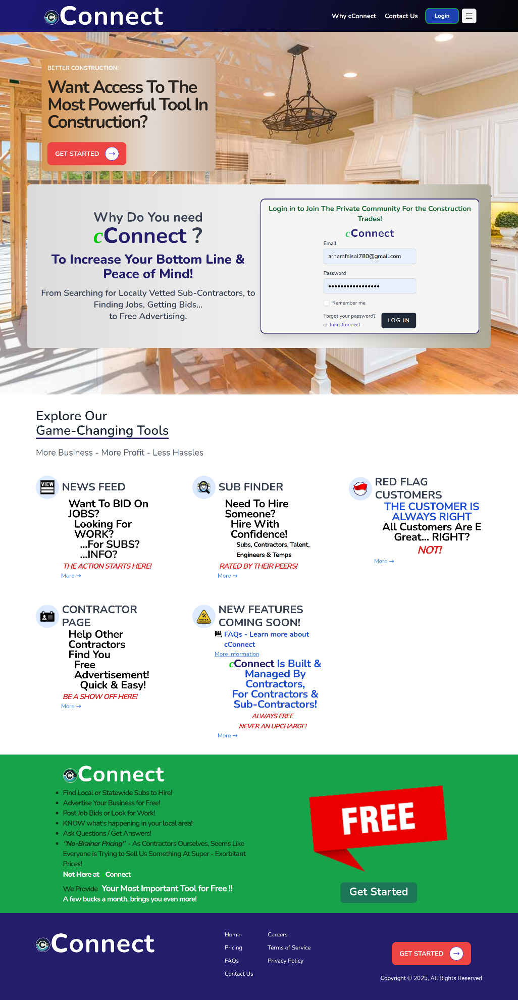 cConnect
Why cConnect
Contact Us
Login
BETTER CONSTRUCTION!
Want Access To The
Most Powerful Tool In
Construction?
GET STARTED
Why Do You need
cConnect ?
To Increase Your Bottom Line &
Peace of Mind!
From Searching for Locally Vetted Sub-Contractors, to
Finding Jobs, Getting Bids...
to Free Advertising.
Login in to Join The Private Community For the Construction
Trades!
cConnect
Email
arhamfaisal780@gmail.com
Password
•••••••••••••••••
Remember me
Forgot your password?
or Join cConnect
LOG IN
Explore Our
Game-Changing Tools
More Business - More Profit - Less Hassles
VIEW
NEWS FEED
Want To BID On
JOBS?
Looking For
WORK?
...For SUBS?
...INFO?
THE ACTION STARTS HERE!
More →
SUB FINDER
Need To Hire
Someone?
Hire With
Confidence!
Subs, Contractors, Talent,
Engineers & Temps
RATED BY THEIR PEERS!
More →
RED FLAG
CUSTOMERS
THE CUSTOMER IS
ALWAYS RIGHT
All Customers Are E
Great... RIGHT?
NOT!
More →
CONTRACTOR
PAGE
Help Other
Contractors
Find You
Free
Advertisement!
Quick & Easy!
BE A SHOW OFF HERE!
More →
NEW FEATURES
COMING SOON!
FAQs - Learn more about
cConnect
More Information
cConnect Is Built &
Managed By
Contractors,
For Contractors &
Sub-Contractors!
ALWAYS FREE
NEVER AN UPCHARGE!
More →
cConnect
• Find Local or Statewide Subs to Hire!
• Advertise Your Business for Free!
• Post Job Bids or Look for Work!
• KNOW what's happening in your local area!
• Ask Questions / Get Answers!
• "No-Brainer Pricing" - As Contractors Ourselves, Seems Like
Everyone is Trying to Sell Us Something At Super - Exorbitant
Prices!
Not Here at Connect
We Provide Your Most Important Tool for Free !!
A few bucks a month, brings you even more!
FREE
Get Started
cConnect
Home
Pricing
FAQs
Contact Us
Careers
Terms of Service
Privacy Policy
GET STARTED
Copyright © 2025, All Rights Reserved